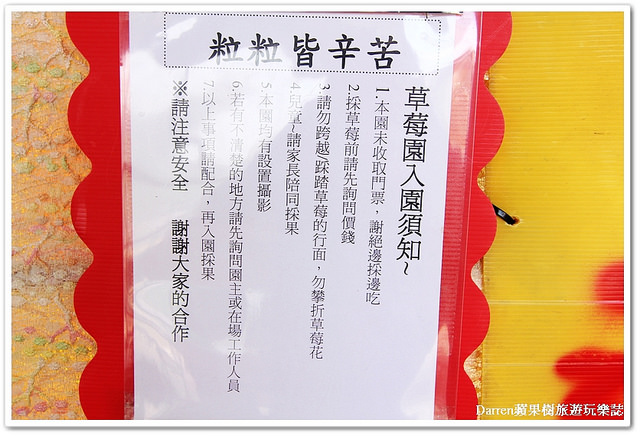 粒粒皆辛苦
草莓園入園須知~
1.本園未收取門票，謝絕邊採邊吃
2.採草莓前請先詢問價錢
3.請勿跨越/踩踏草莓的行面，勿攀折草莓花
4.兒童~請家長陪同採果
5.本園均有設置攝影
6.若有不清楚的地方請先詢問園主或在場工作人員
7.以上事項請配合，再入園採果
※請注意安全　謝謝大家的合作
Darren蘋果樹旅遊玩樂誌